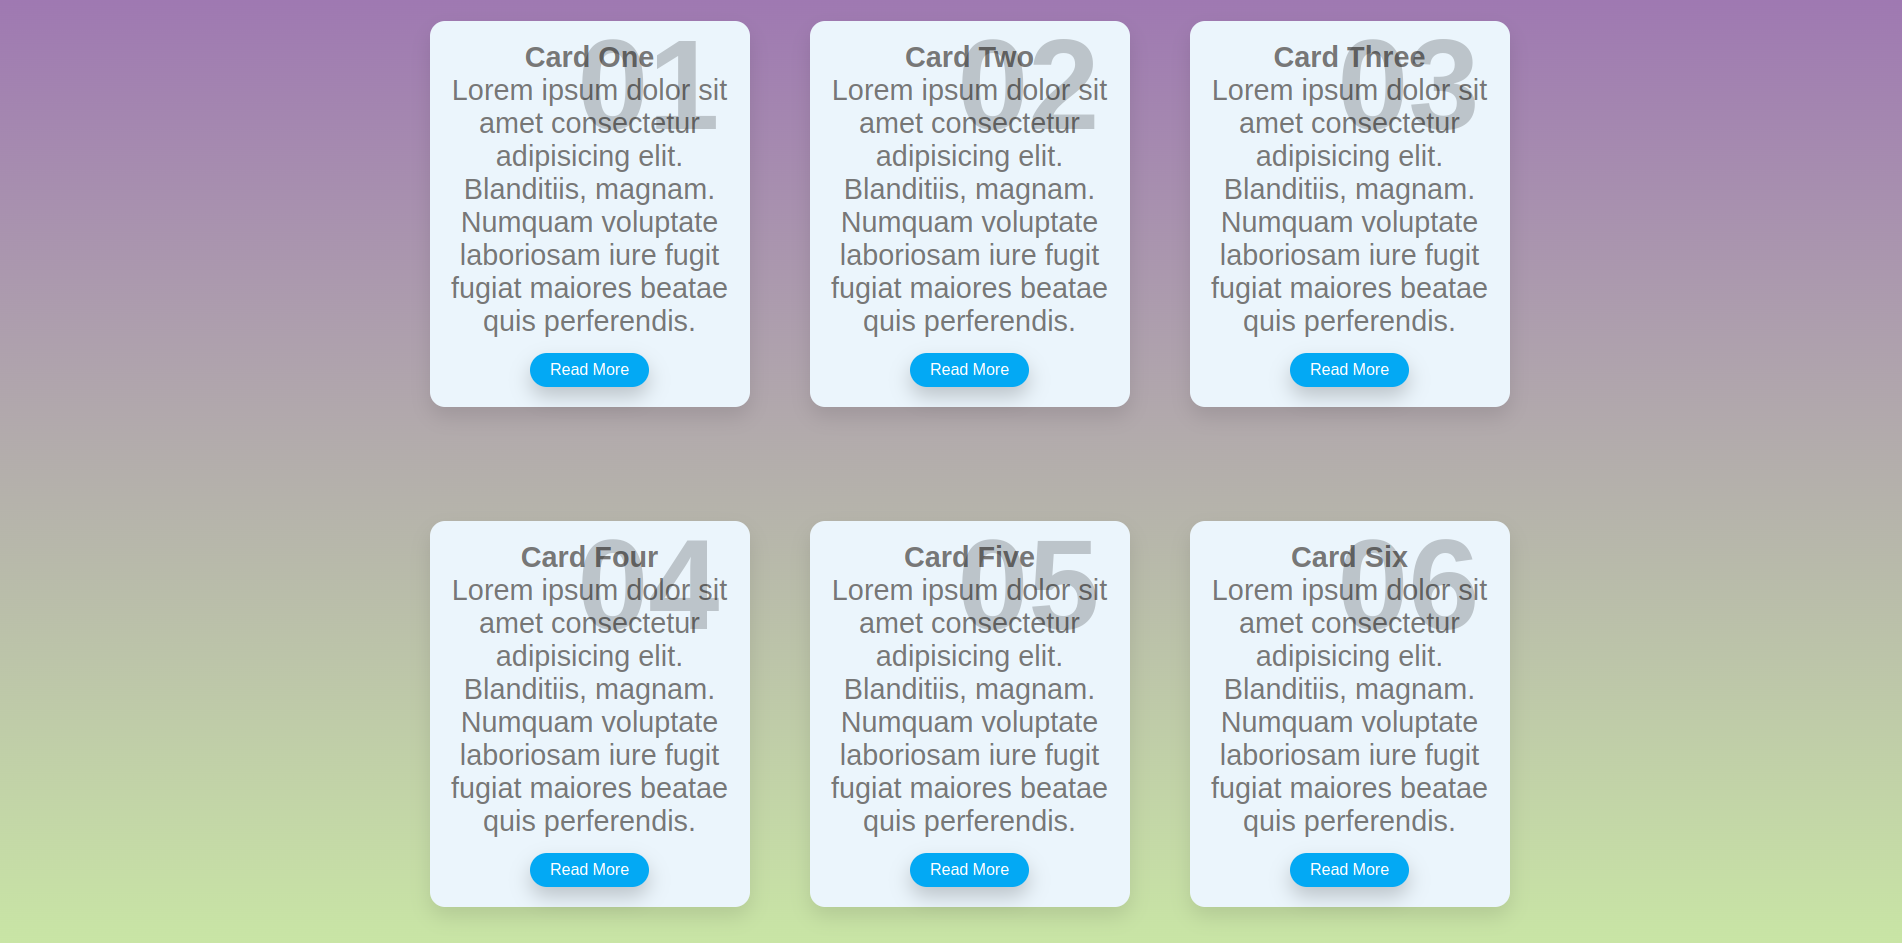 01
Card One
Lorem ipsum dolor sit
amet consectetur
adipisicing elit.
Blanditiis, magnam.
Numquam voluptate
laboriosam iure fugit
fugiat maiores beatae
quis perferendis.
Read More
02
Card Two
Lorem ipsum dolor sit
amet consectetur
adipisicing elit.
Blanditiis, magnam.
Numquam voluptate
laboriosam iure fugit
fugiat maiores beatae
quis perferendis.
Read More
03
Card Three
Lorem ipsum dolor sit
amet consectetur
adipisicing elit.
Blanditiis, magnam.
Numquam voluptate
laboriosam iure fugit
fugiat maiores beatae
quis perferendis.
Read More
04
Card Four
Lorem ipsum dolor sit
amet consectetur
adipisicing elit.
Blanditiis, magnam.
Numquam voluptate
laboriosam iure fugit
fugiat maiores beatae
quis perferendis.
Read More
05
Card Five
Lorem ipsum dolor sit
amet consectetur
adipisicing elit.
Blanditiis, magnam.
Numquam voluptate
laboriosam iure fugit
fugiat maiores beatae
quis perferendis.
Read More
06
Card Six
Lorem ipsum dolor sit
amet consectetur
adipisicing elit.
Blanditiis, magnam.
Numquam voluptate
laboriosam iure fugit
fugiat maiores beatae
quis perferendis.
Read More